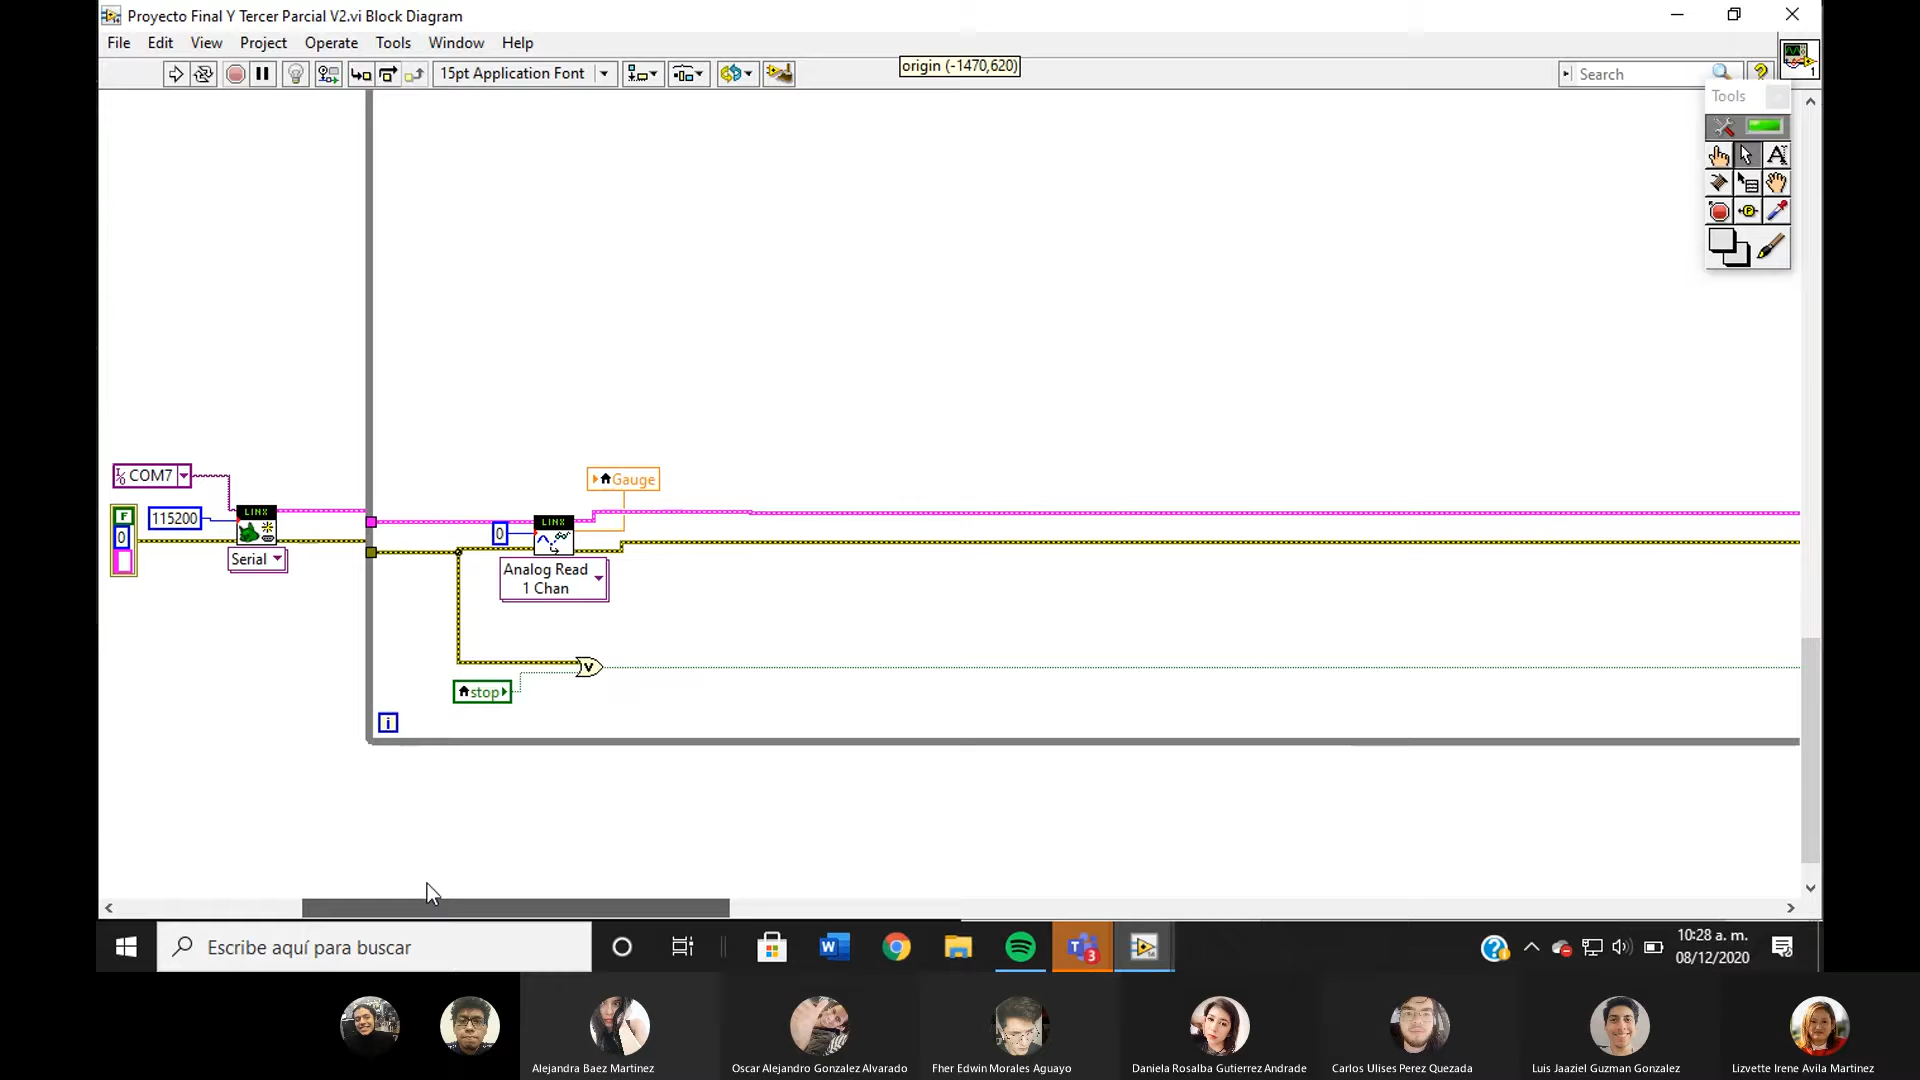 Proyecto Final Y Tercer Parcial V2.vi Block Diagram
File Edit View Project Operate Tools Window Help
15pt Application Font
origin (-1470,620)
Search
1
Tools
COM7
Gauge
F
0
115200
LINX
Serial
0
LINX
Analog Read
1 Chan
v
stop
i
Escribe aquí para buscar
3
10:28 a. m.
08/12/2020
Alejandra Baez Martinez
Oscar Alejandro Gonzalez Alvarado
Fher Edwin Morales Aguayo
Daniela Rosalba Gutierrez Andrade
Carlos Ulises Perez Quezada
Luis Jaaziel Guzman Gonzalez
Lizvette Irene Avila Martinez